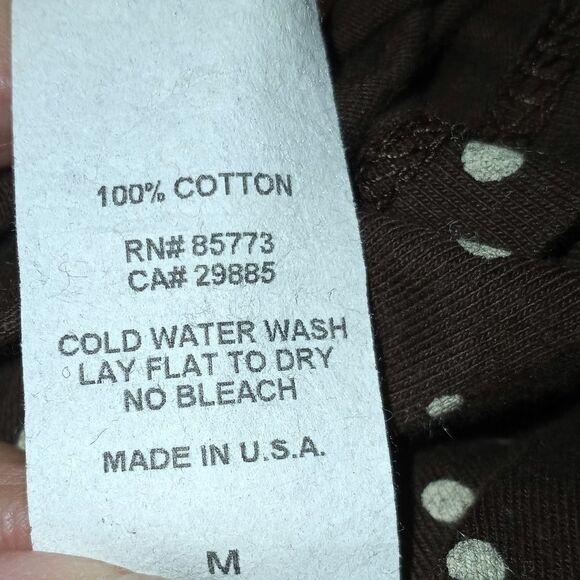 100% COTTON
RN# 85773
CA# 29885
COLD WATER WASH
LAY FLAT TO DRY
NO BLEACH
MADE IN U.S.A.
M